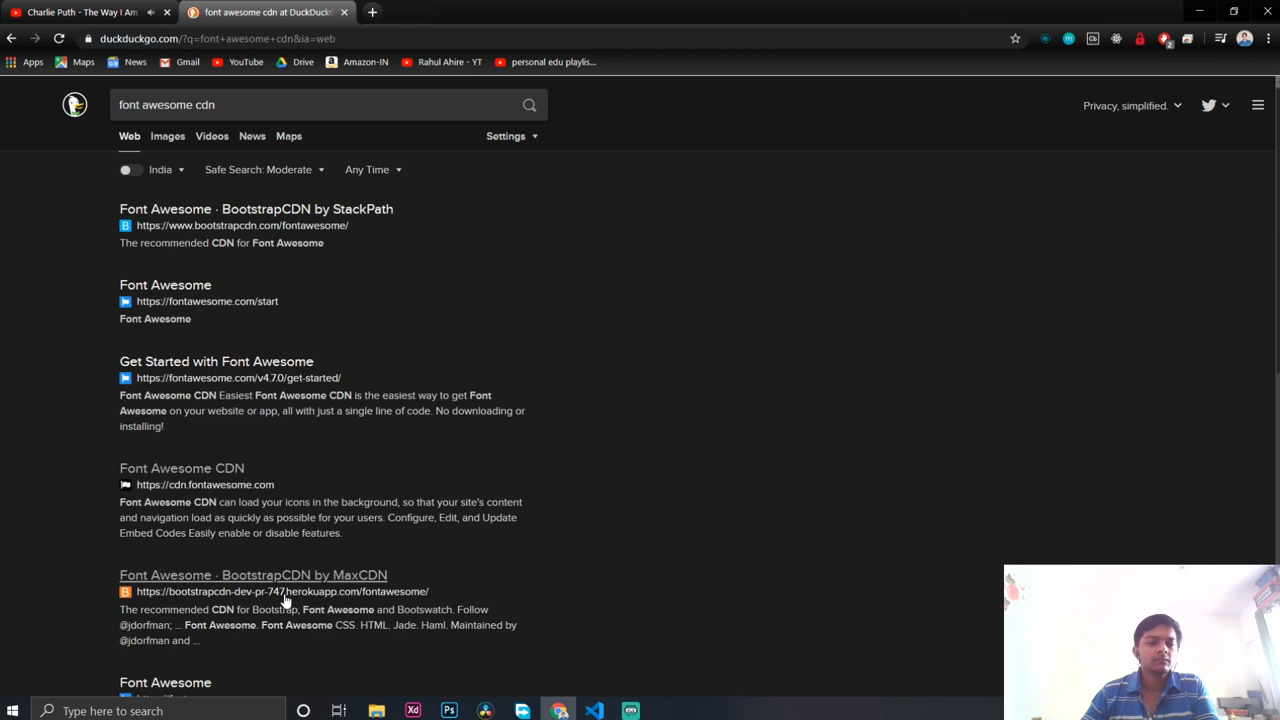 Charlie Puth - The Way I Am
font awesome cdn at DuckDuck
duckduckgo.com/?q=font+awesome+cdn&ia=web
2
Apps
Maps
News
Gmail
YouTube
Drive
Amazon-IN
Rahul Ahire - YT
personal edu playlis...
font awesome cdn
Privacy, simplified.
Web
Images
Videos
News
Maps
Settings
India
Safe Search: Moderate
Any Time
Font Awesome · BootstrapCDN by StackPath
https://www.bootstrapcdn.com/fontawesome/
The recommended CDN for Font Awesome
Font Awesome
https://fontawesome.com/start
Font Awesome
Get Started with Font Awesome
https://fontawesome.com/v4.7.0/get-started/
Font Awesome CDN Easiest Font Awesome CDN is the easiest way to get Font
Awesome on your website or app, all with just a single line of code. No downloading or
installing!
Font Awesome CDN
https://cdn.fontawesome.com
Font Awesome CDN can load your icons in the background, so that your site's content
and navigation load as quickly as possible for your users. Configure, Edit, and Update
Embed Codes Easily enable or disable features.
Font Awesome · BootstrapCDN by MaxCDN
https://bootstrapcdn-dev-pr-747.herokuapp.com/fontawesome/
The recommended CDN for Bootstrap, Font Awesome and Bootswatch. Follow
@jdorfman; ... Font Awesome. Font Awesome CSS. HTML. Jade. Haml. Maintained by
@jdorfman and ...
Font Awesome
Type here to search
Xd
Ps